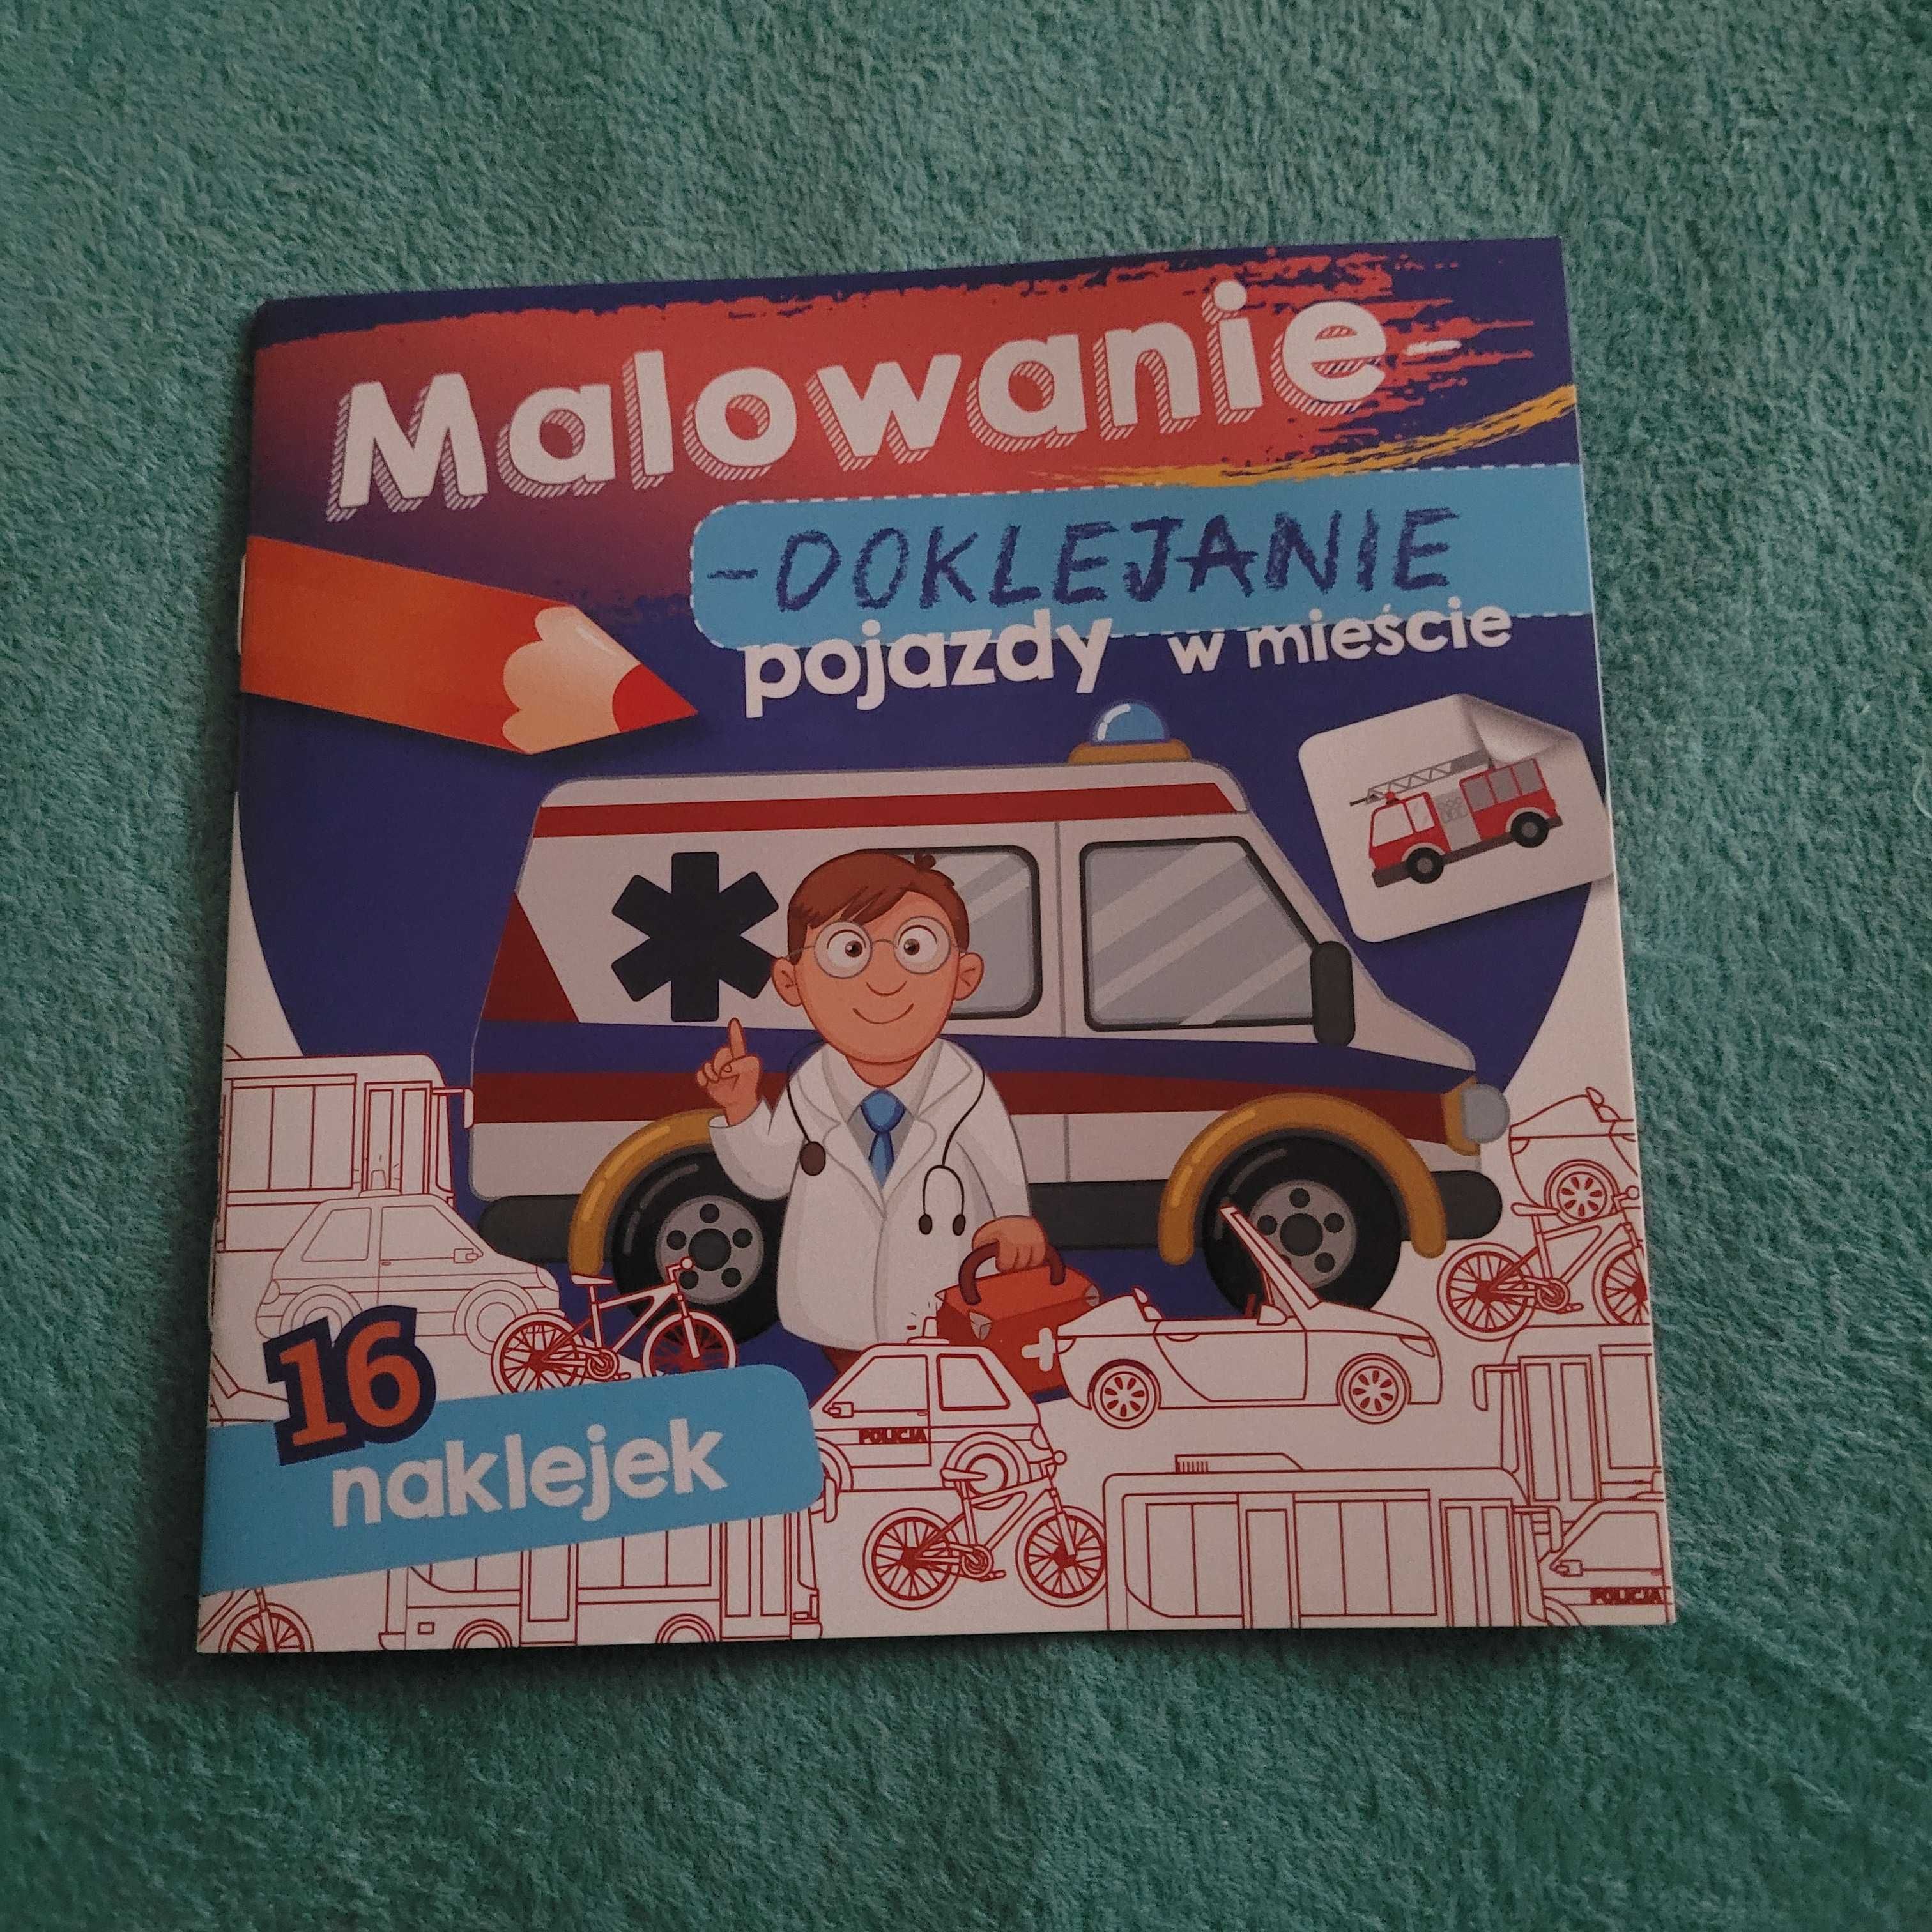 Malowanie-
-DOKLEJANIE
pojazdy w mieście
16
naklejek
POLICJA
POLICJA